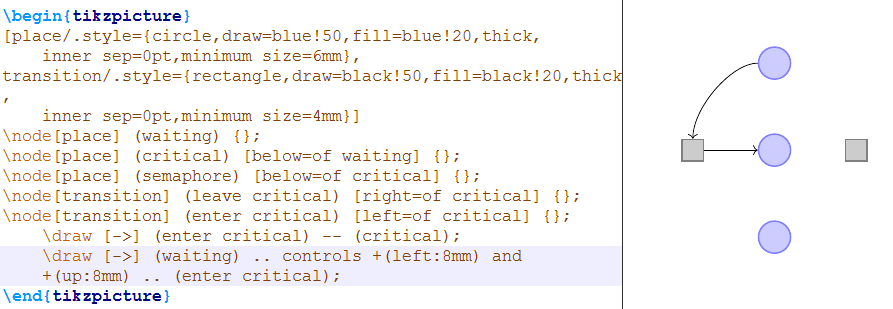 \begin{tikzpicture}
[place/.style={circle,draw=blue!50,fill=blue!20,thick,
    inner sep=0pt,minimum size=6mm},
transition/.style={rectangle,draw=black!50,fill=black!20,thick
,
    inner sep=0pt,minimum size=4mm}]
\node[place] (waiting) {};
\node[place] (critical) [below=of waiting] {};
\node[place] (semaphore) [below=of critical] {};
\node[transition] (leave critical) [right=of critical] {};
\node[transition] (enter critical) [left=of critical] {};
    \draw [->] (enter critical) -- (critical);
    \draw [->] (waiting) .. controls +(left:8mm) and
    +(up:8mm) .. (enter critical);
\end{tikzpicture}